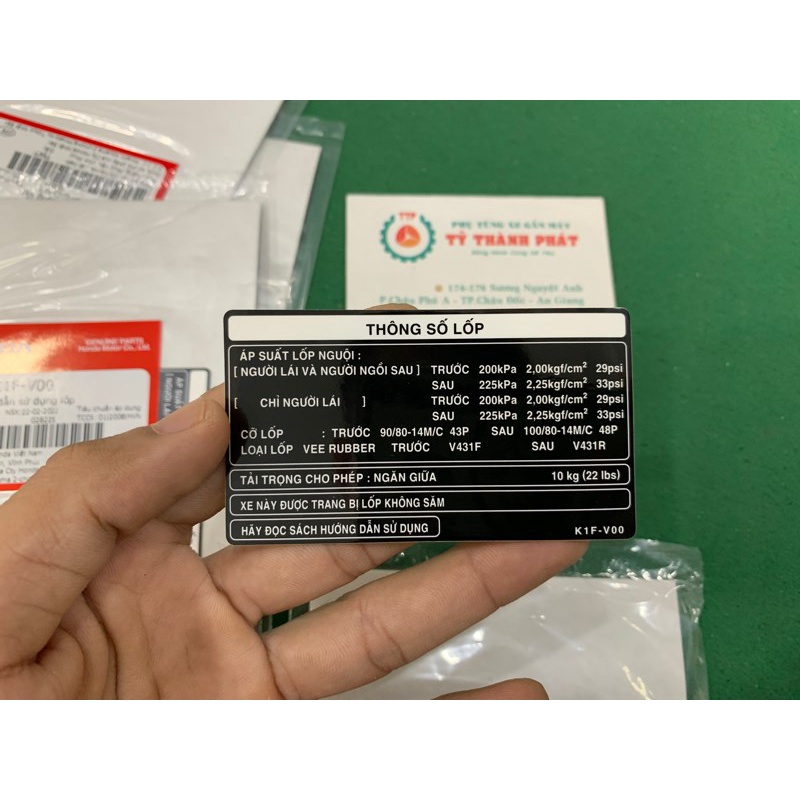 TTP
PHỤ TÙNG XE GẮN MÁY
TỶ THÀNH PHÁT
174-176 Sương Nguyệt Anh
P.Châu Phú A - TP.Châu Đốc - An Giang
GENUINE PARTS
Honda Motor Co., Ltd.
K1F-V00
THÔNG SỐ LỐP
ÁP SUẤT LỐP NGUỘI :
[ NGƯỜI LÁI VÀ NGƯỜI NGỒI SAU ] TRƯỚC 200kPa 2,00kgf/cm² 29psi
SAU 225kPa 2,25kgf/cm² 33psi
[ CHỈ NGƯỜI LÁI ] TRƯỚC 200kPa 2,00kgf/cm² 29psi
SAU 225kPa 2,25kgf/cm² 33psi
CỠ LỐP : TRƯỚC 90/80-14M/C 43P SAU 100/80-14M/C 48P
LOẠI LỐP VEE RUBBER TRƯỚC V431F SAU V431R
TẢI TRỌNG CHO PHÉP : NGĂN GIỮA 10 kg (22 lbs)
XE NÀY ĐƯỢC TRANG BỊ LỐP KHÔNG SĂM
HÃY ĐỌC SÁCH HƯỚNG DẪN SỬ DỤNG
K1F-V00